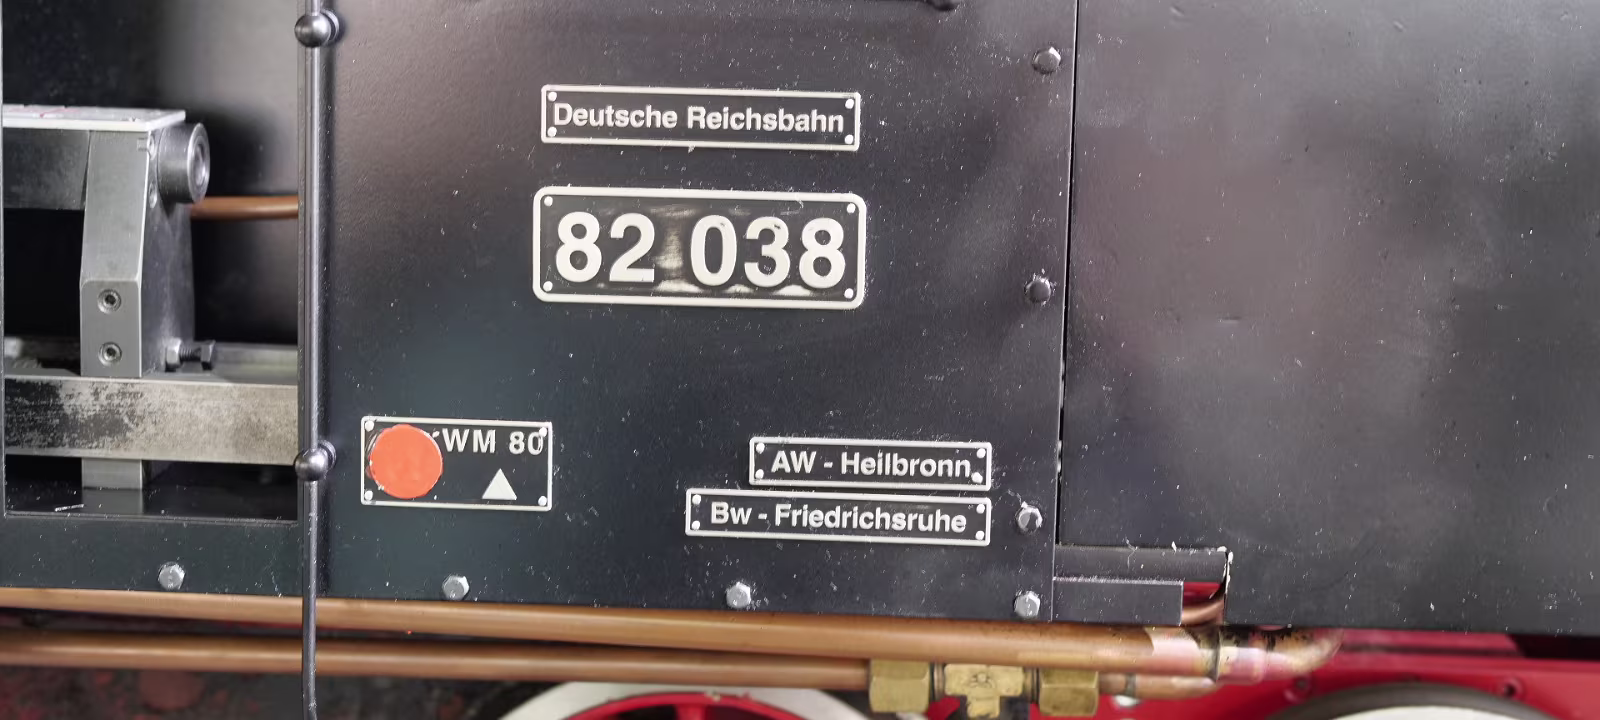 Deutsche Reichsbahn
82 038
WM 80
AW - Heilbronn
Bw - Friedrichsruhe